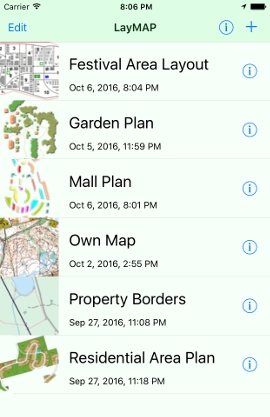 Carrier 8:06 PM
Edit LayMAP
Festival Area Layout
Oct 6, 2016, 8:04 PM
Garden Plan
Oct 5, 2016, 11:59 PM
Mall Plan
Oct 6, 2016, 8:01 PM
Own Map
Oct 2, 2016, 2:55 PM
Property Borders
Sep 27, 2016, 11:08 PM
Residential Area Plan
Sep 27, 2016, 11:18 PM